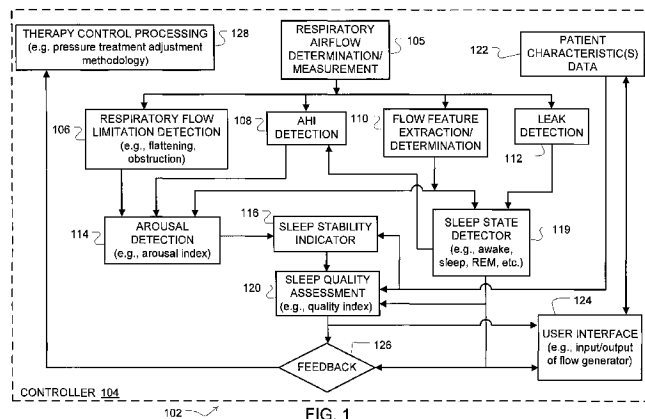 THERAPY CONTROL PROCESSING
(e.g. pressure treatment adjustment
methodology)
128
RESPIRATORY
AIRFLOW
DETERMINATION/
MEASUREMENT
105
122
PATIENT
CHARACTERISTIC(S)
DATA
106
RESPIRATORY FLOW
LIMITATION DETECTION
(e.g., flattening,
obstruction)
108
AHI
DETECTION
110
FLOW FEATURE
EXTRACTION/
DETERMINATION
LEAK
DETECTION
112
114
AROUSAL
DETECTION
(e.g., arousal index)
116
SLEEP STABILITY
INDICATOR
SLEEP STATE
DETECTOR
(e.g., awake,
sleep, REM, etc.)
119
120
SLEEP QUALITY
ASSESSMENT
(e.g., quality index)
124
USER INTERFACE
(e.g., input/output
of flow generator)
126
FEEDBACK
CONTROLLER 104
102
FIG. 1